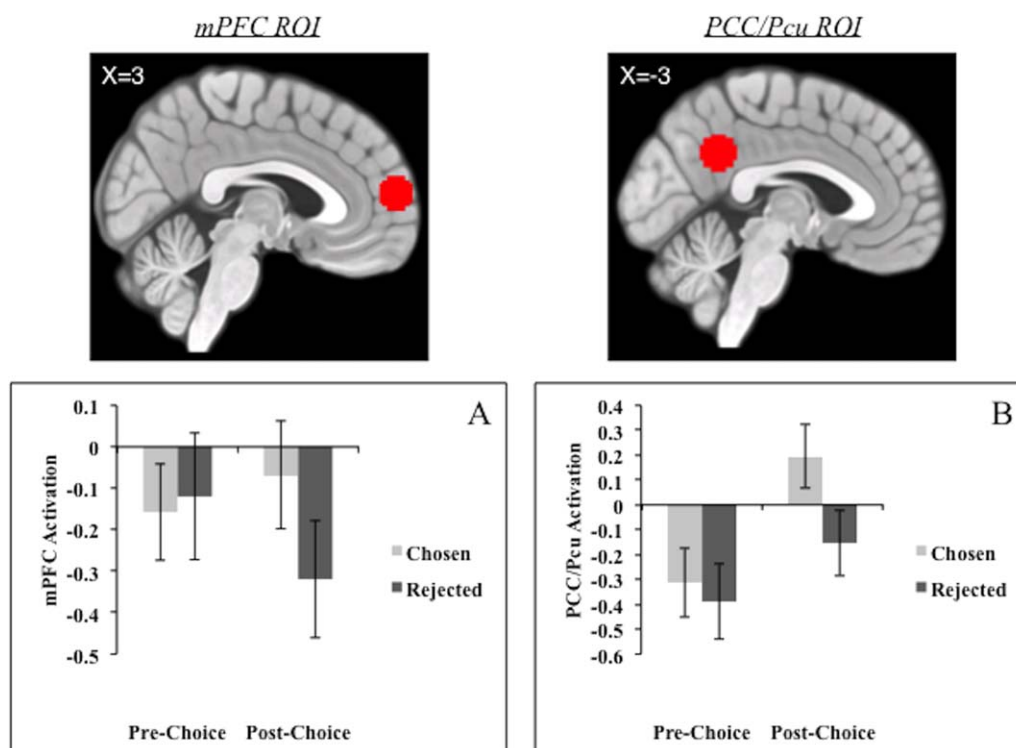 mPFC ROI
PCC/Pcu ROI
X=3
X=-3
A
0.1
0
-0.1
-0.2
-0.3
-0.4
-0.5
mPFC Activation
Chosen
Rejected
Pre-Choice Post-Choice
B
0.4
0.3
0.2
0.1
0
-0.1
-0.2
-0.3
-0.4
-0.5
-0.6
PCC/Pcu Activation
Chosen
Rejected
Pre-Choice Post-Choice